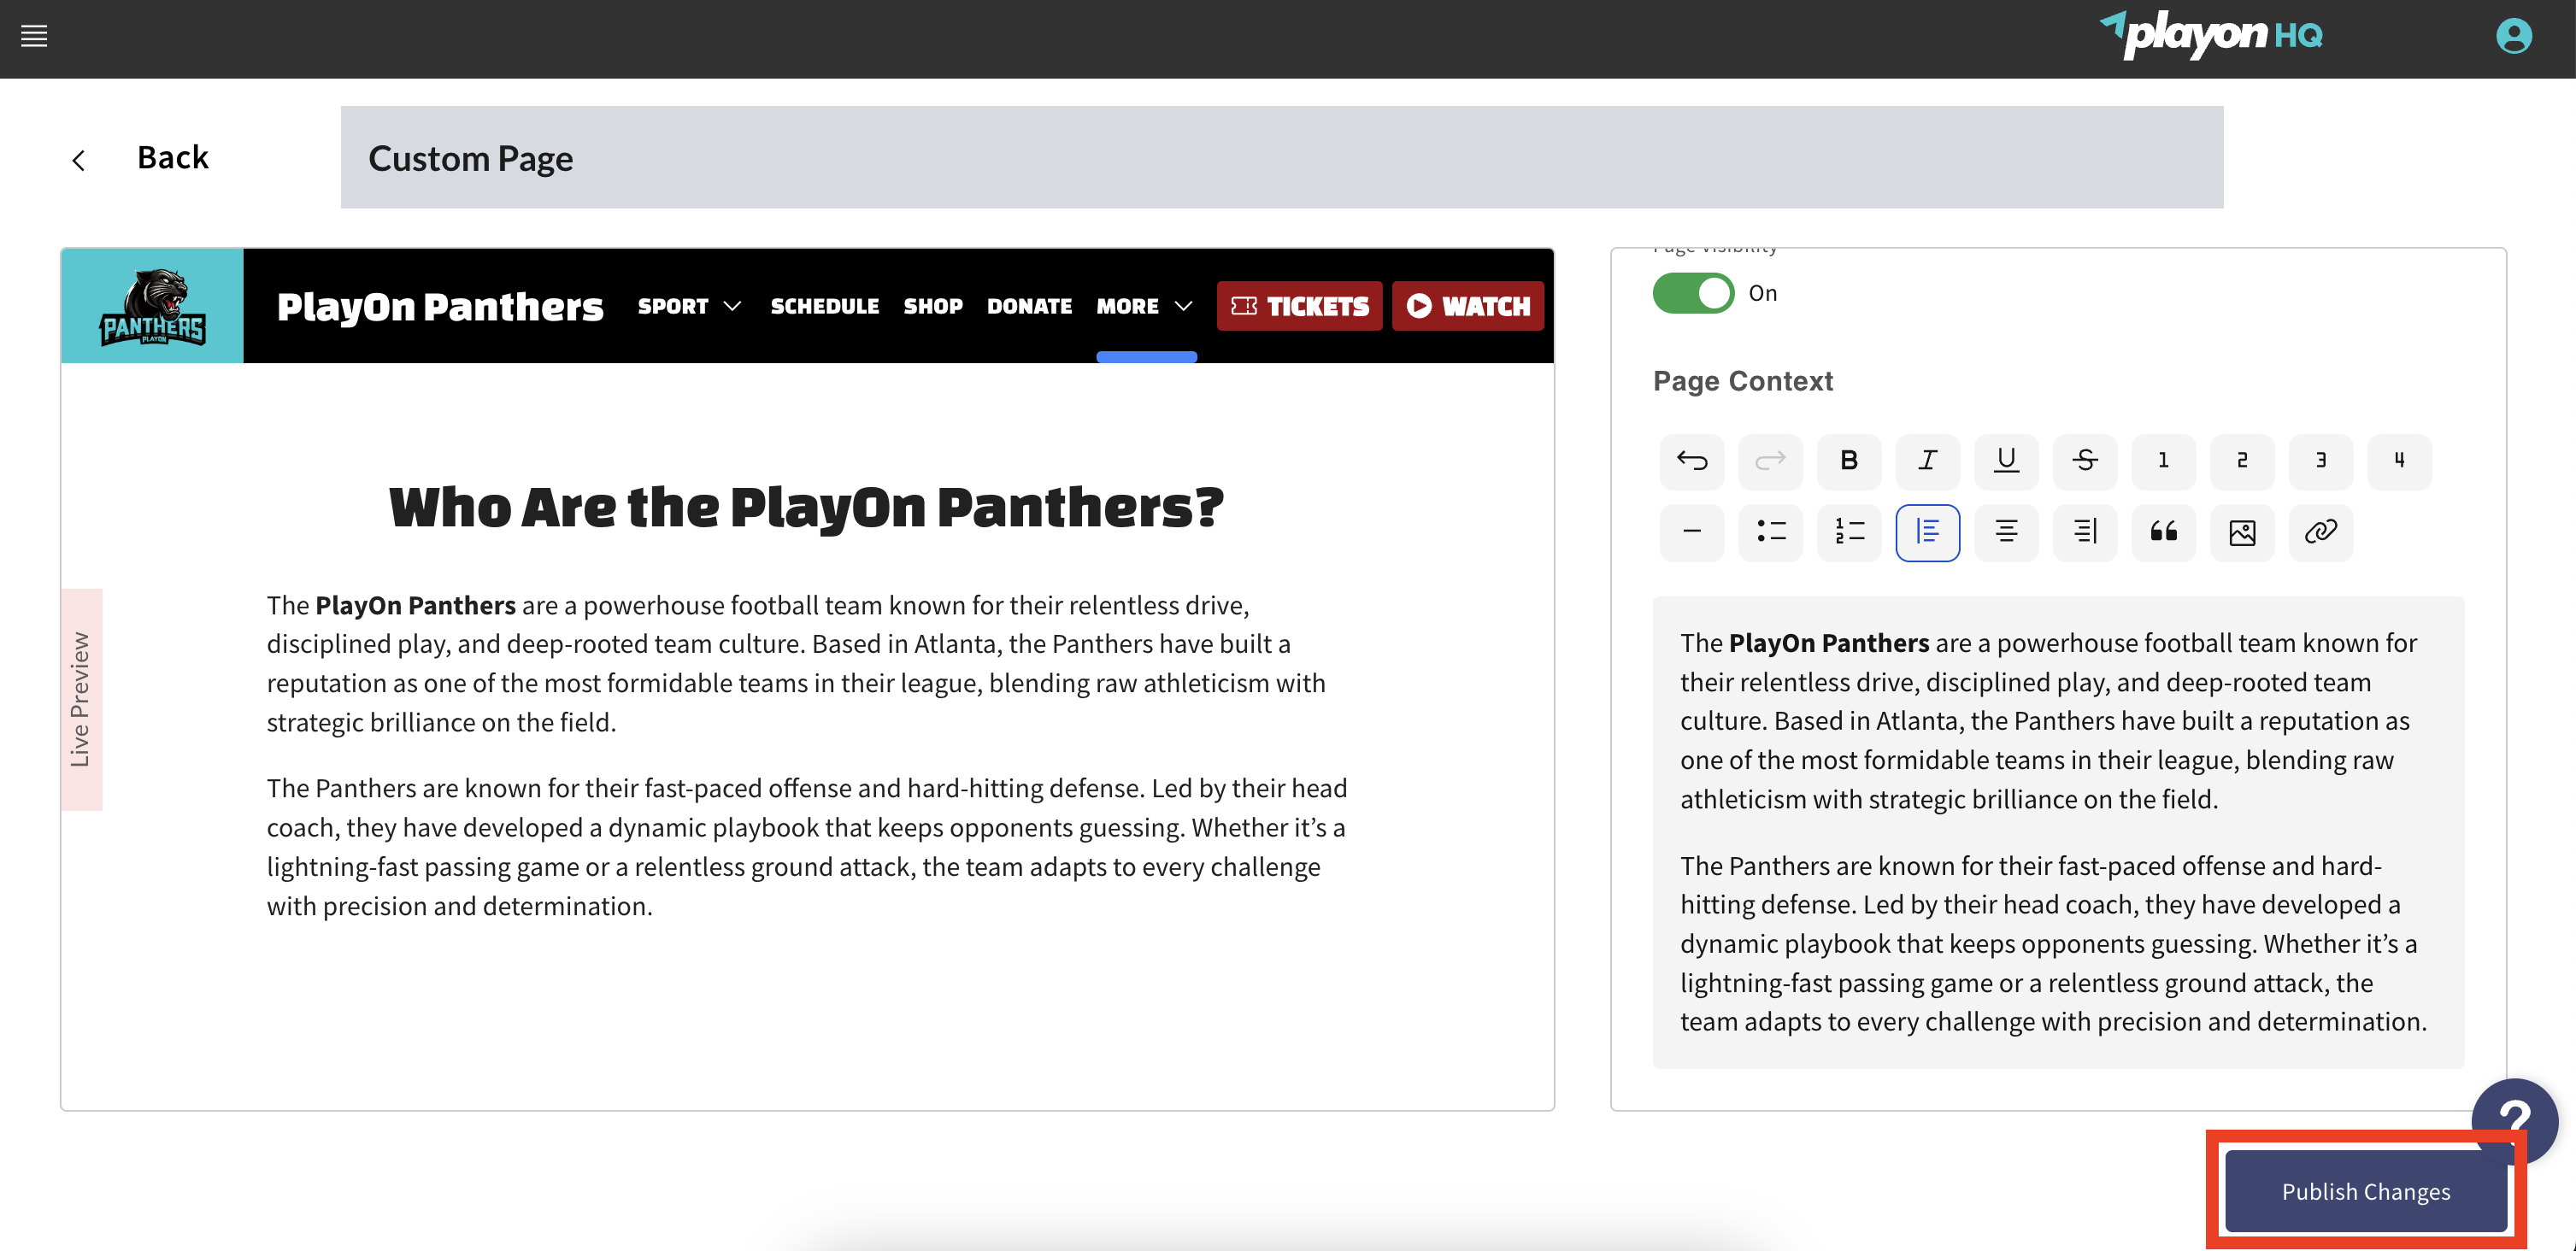 playon HQ
Back
Custom Page
PANTHERS
PLAYON
PlayOn Panthers
SPORT
SCHEDULE
SHOP
DONATE
MORE
TICKETS
WATCH
Live Preview
Who Are the PlayOn Panthers?
The PlayOn Panthers are a powerhouse football team known for their relentless drive,
disciplined play, and deep-rooted team culture. Based in Atlanta, the Panthers have built a
reputation as one of the most formidable teams in their league, blending raw athleticism with
strategic brilliance on the field.
The Panthers are known for their fast-paced offense and hard-hitting defense. Led by their head
coach, they have developed a dynamic playbook that keeps opponents guessing. Whether it’s a
lightning-fast passing game or a relentless ground attack, the team adapts to every challenge
with precision and determination.
Page Visibility
On
Page Context
B I U S 1 2 3 4
The PlayOn Panthers are a powerhouse football team known for
their relentless drive, disciplined play, and deep-rooted team
culture. Based in Atlanta, the Panthers have built a reputation as
one of the most formidable teams in their league, blending raw
athleticism with strategic brilliance on the field.
The Panthers are known for their fast-paced offense and hard-
hitting defense. Led by their head coach, they have developed a
dynamic playbook that keeps opponents guessing. Whether it’s a
lightning-fast passing game or a relentless ground attack, the
team adapts to every challenge with precision and determination.
?
Publish Changes